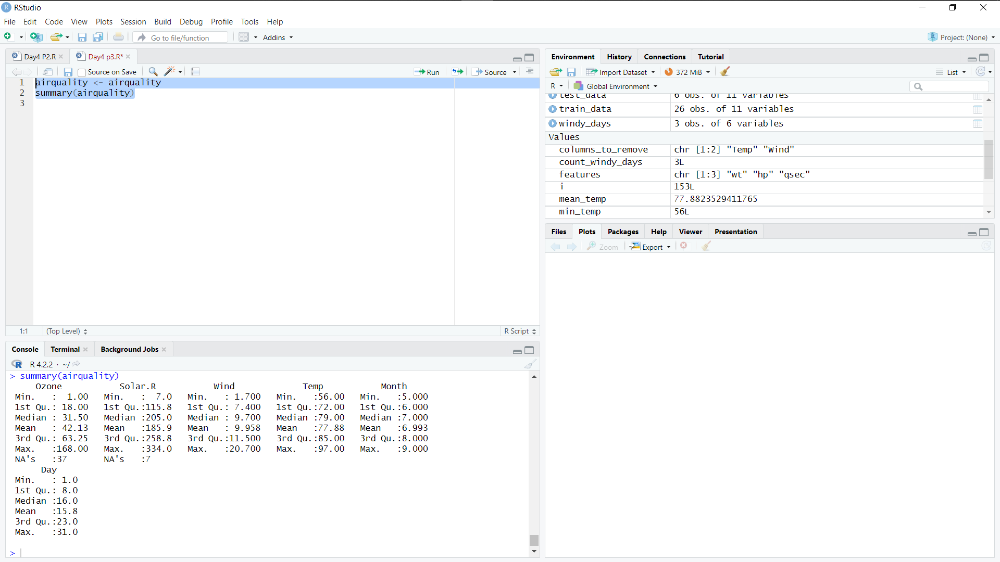 RStudio
File Edit Code View Plots Session Build Debug Profile Tools Help
Go to file/function Addins Project: (None)
Day4 P2.R Day4 p3.R*
Source on Save Run Source
1 airquality <- airquality
2 summary(airquality)
3
1:1 (Top Level) R Script
Console Terminal Background Jobs
R 4.2.2 · ~/
> summary(airquality)
Ozone Solar.R Wind Temp Month
Min. : 1.00 Min. : 7.0 Min. : 1.700 Min. :56.00 Min. :5.000
1st Qu.: 18.00 1st Qu.:115.8 1st Qu.: 7.400 1st Qu.:72.00 1st Qu.:6.000
Median : 31.50 Median :205.0 Median : 9.700 Median :79.00 Median :7.000
Mean : 42.13 Mean :185.9 Mean : 9.958 Mean :77.88 Mean :6.993
3rd Qu.: 63.25 3rd Qu.:258.8 3rd Qu.:11.500 3rd Qu.:85.00 3rd Qu.:8.000
Max. :168.00 Max. :334.0 Max. :20.700 Max. :97.00 Max. :9.000
NA's :37 NA's :7
Day
Min. : 1.0
1st Qu.: 8.0
Median :16.0
Mean :15.8
3rd Qu.:23.0
Max. :31.0
>
Environment History Connections Tutorial
Import Dataset 372 MiB List
R Global Environment
test_data 6 obs. of 11 variables
train_data 26 obs. of 11 variables
windy_days 3 obs. of 6 variables
Values
columns_to_remove chr [1:2] "Temp" "Wind"
count_windy_days 3L
features chr [1:3] "wt" "hp" "qsec"
i 153L
mean_temp 77.8823529411765
min_temp 56L
Files Plots Packages Help Viewer Presentation
Zoom Export